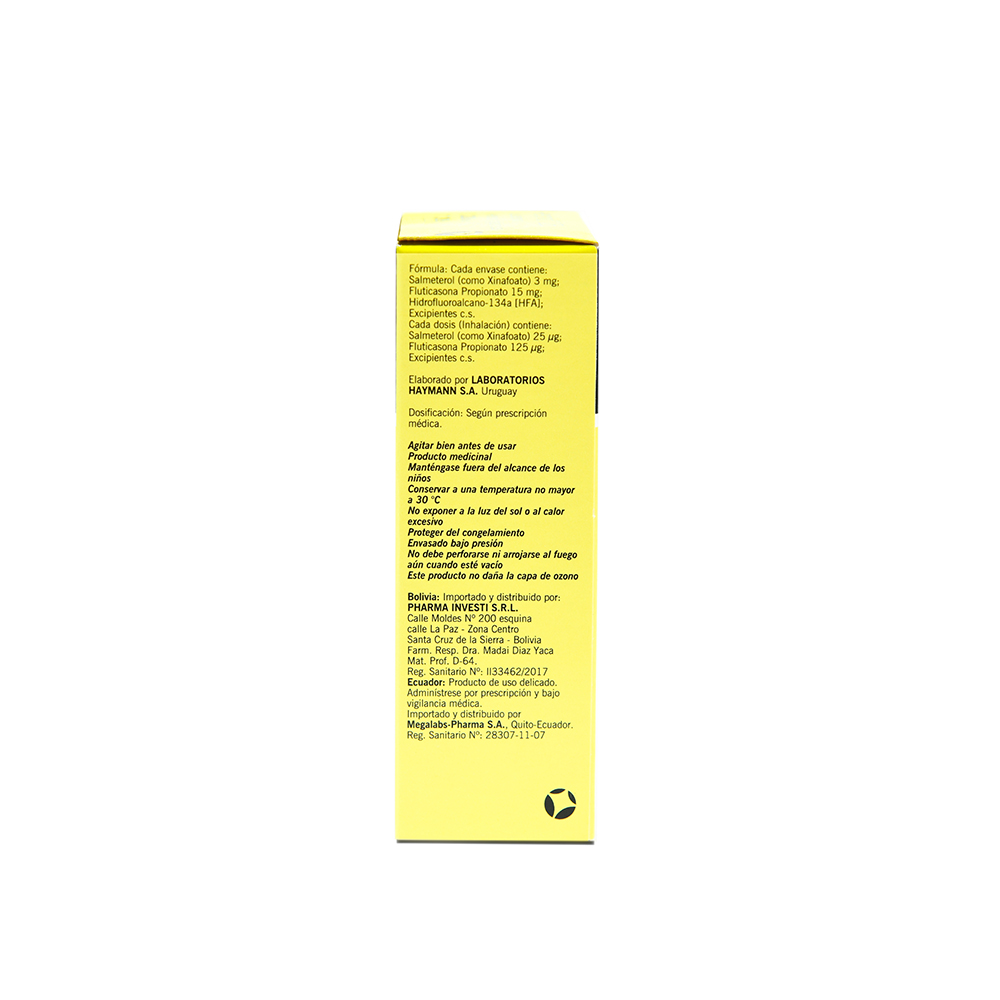 Fórmula: Cada envase contiene:
Salmeterol (como Xinafoato) 3 mg;
Fluticasona Propionato 15 mg;
Hidrofluoroalcano-134a [HFA];
Excipientes c.s.
Cada dosis (Inhalación) contiene:
Salmeterol (como Xinafoato) 25 µg;
Fluticasona Propionato 125 µg;
Excipientes c.s.
Elaborado por LABORATORIOS
HAYMANN S.A. Uruguay
Dosificación: Según prescripción
médica.
Agitar bien antes de usar
Producto medicinal
Manténgase fuera del alcance de los
niños
Conservar a una temperatura no mayor
a 30 °C
No exponer a la luz del sol o al calor
excesivo
Proteger del congelamiento
Envasado bajo presión
No debe perforarse ni arrojarse al fuego
aún cuando esté vacío
Este producto no daña la capa de ozono
Bolivia: Importado y distribuido por:
PHARMA INVESTI S.R.L.
Calle Moldes Nº 200 esquina
calle La Paz - Zona Centro
Santa Cruz de la Sierra - Bolivia
Farm. Resp. Dra. Madai Diaz Yaca
Mat. Prof. D-64.
Reg. Sanitario Nº: II33462/2017
Ecuador: Producto de uso delicado.
Adminístrese por prescripción y bajo
vigilancia médica.
Importado y distribuido por
Megalabs-Pharma S.A., Quito-Ecuador.
Reg. Sanitario Nº: 28307-11-07